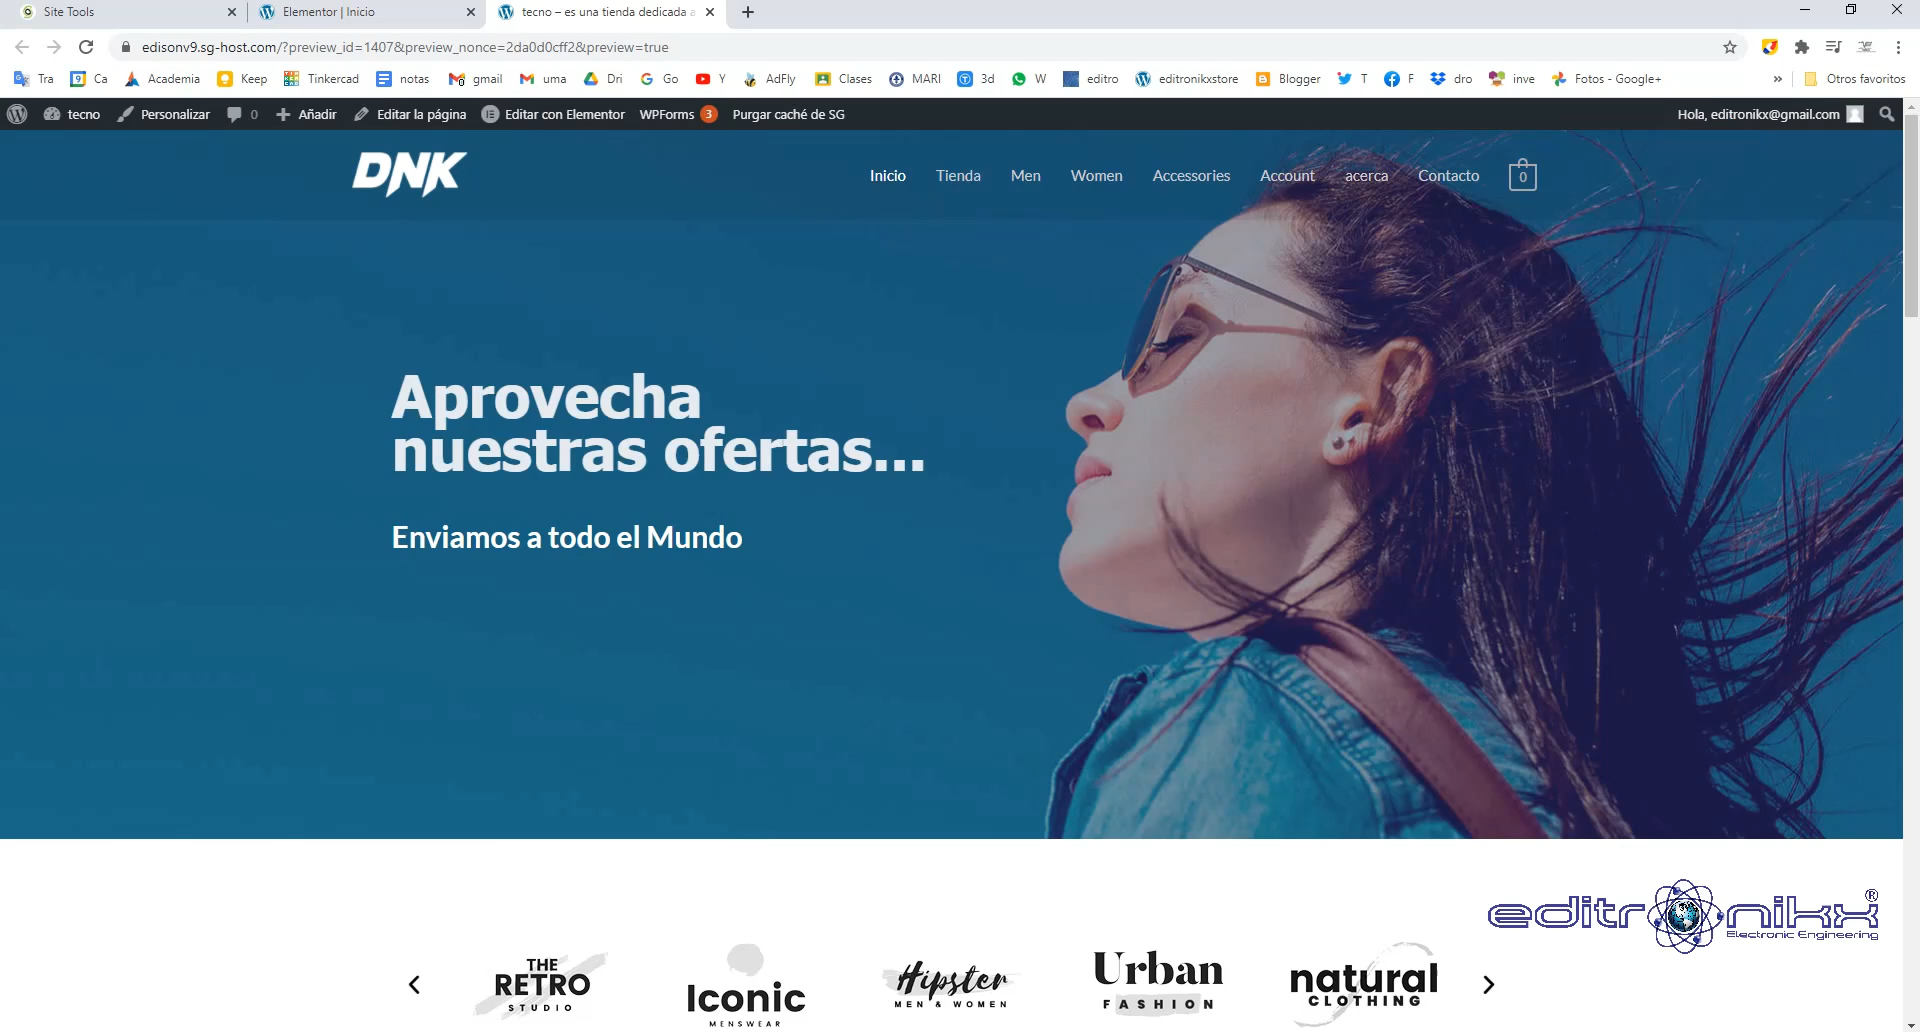 Site Tools
Elementor | Inicio
tecno – es una tienda dedicada a
edisonv9.sg-host.com/?preview_id=1407&preview_nonce=2da0d0cff2&preview=true
Tra 9 Ca Academia Keep Tinkercad notas gmail uma Dri Go Y AdFly Clases MARI 3d W editro editronikxstore Blogger T F dro inve Fotos - Google+ » Otros favoritos
tecno Personalizar 0 Añadir Editar la página Editar con Elementor WPForms 3 Purgar caché de SG Hola, editronikx@gmail.com
DNK
Inicio Tienda Men Women Accessories Account acerca Contacto 0
Aprovecha
nuestras ofertas...
Enviamos a todo el Mundo
editronikx®
Electronic Engineering
THE
RETRO
STUDIO
Iconic
MENSWEAR
Hipster
MEN & WOMEN
Urban
FASHION
natural
CLOTHING